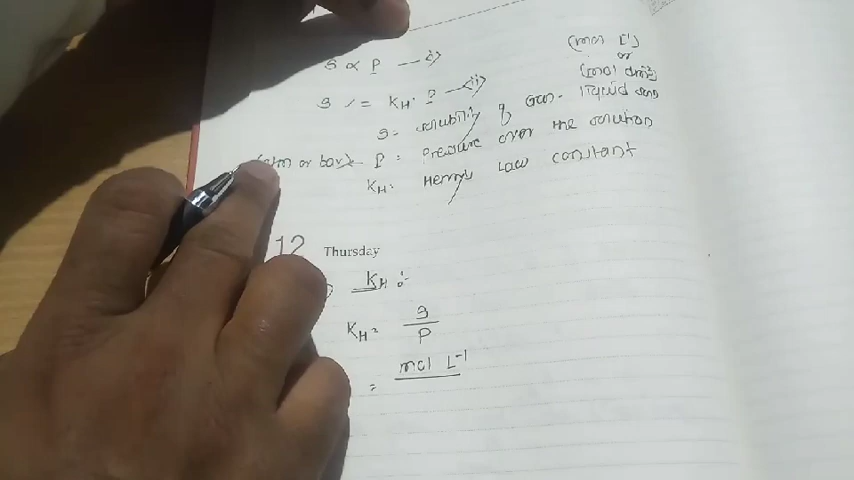 (mol L⁻¹)
S ∝ P —(i)
or
(mol dm⁻³)
S = K_H. P —(ii)
S = solubility of Gas - liquid soln
(atm or bar) ← P = Pressure over the solution
K_H = Henry's Law constant
12 Thursday
K_H :-
K_H = S / P
= mol L⁻¹